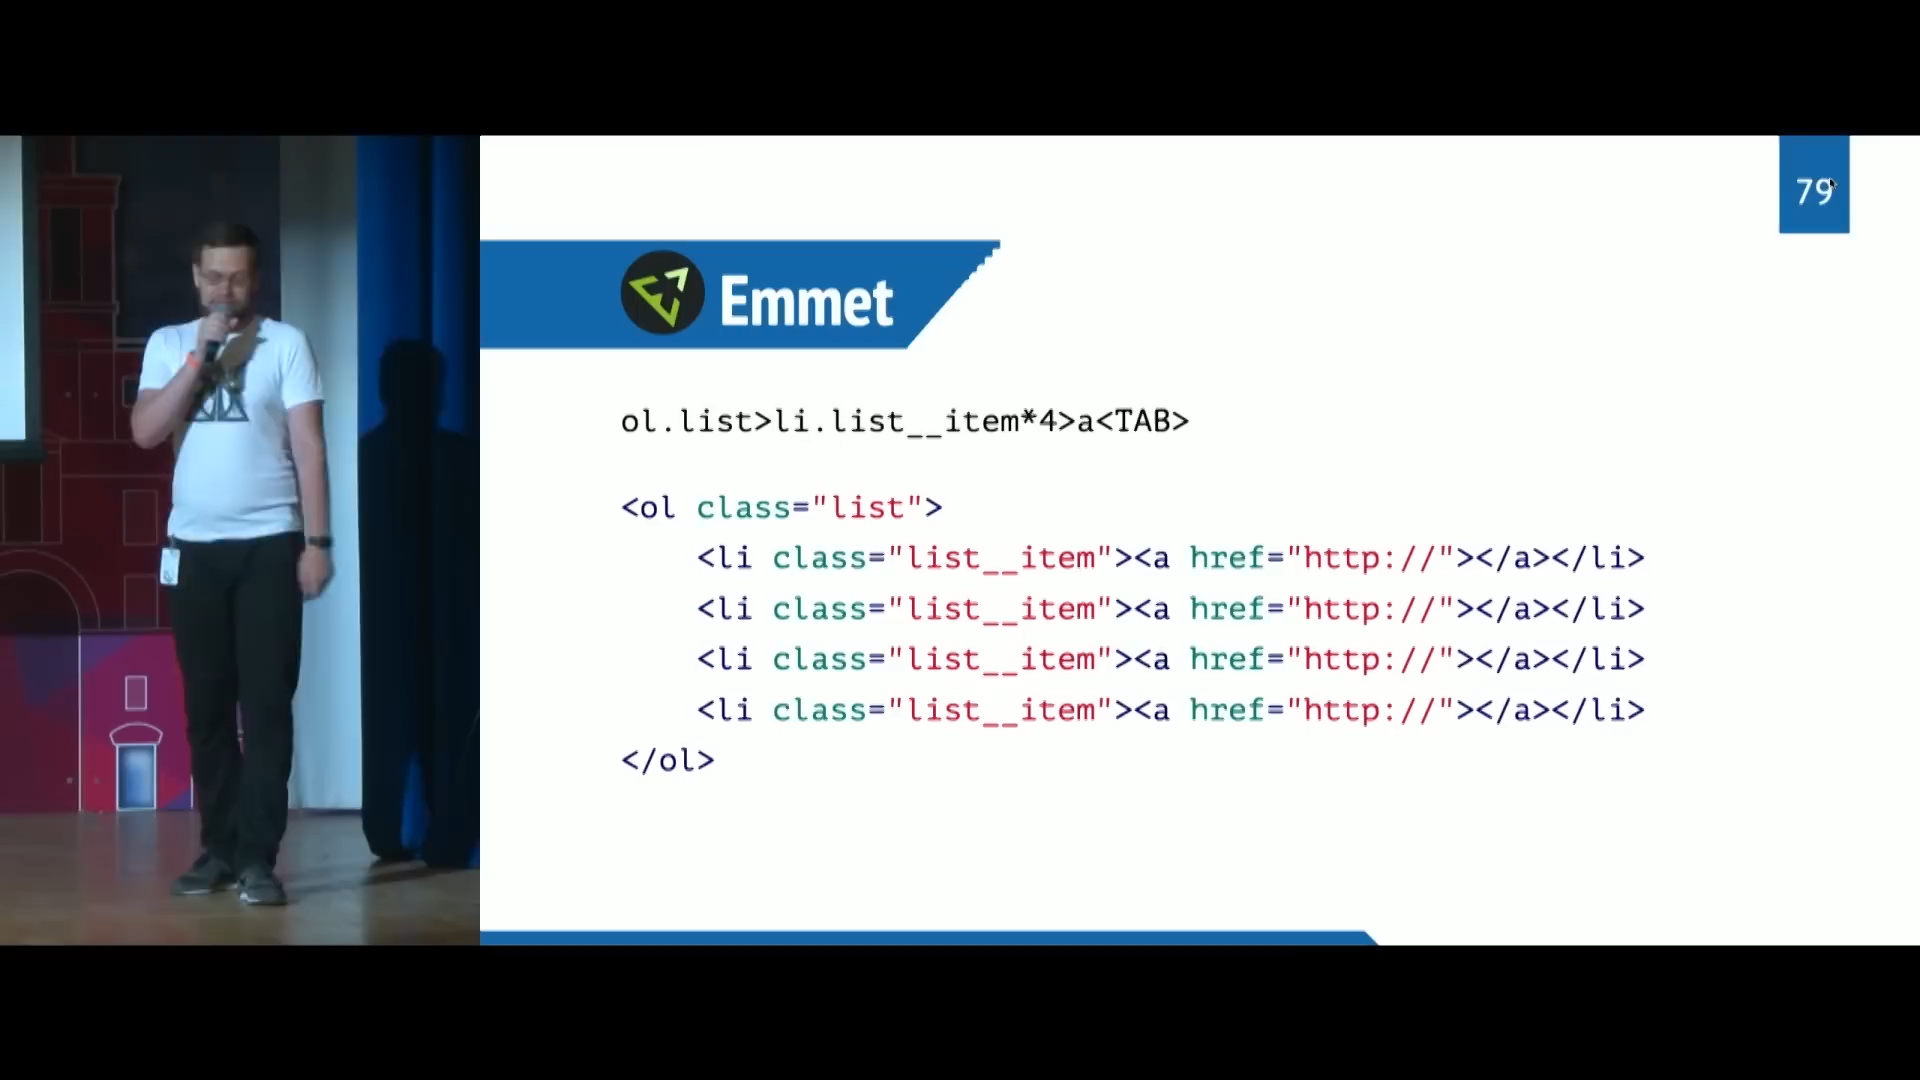 79
Emmet
ol.list>li.list__item*4>a<TAB>
<ol class="list">
<li class="list__item"><a href="http://"></a></li>
<li class="list__item"><a href="http://"></a></li>
<li class="list__item"><a href="http://"></a></li>
<li class="list__item"><a href="http://"></a></li>
</ol>